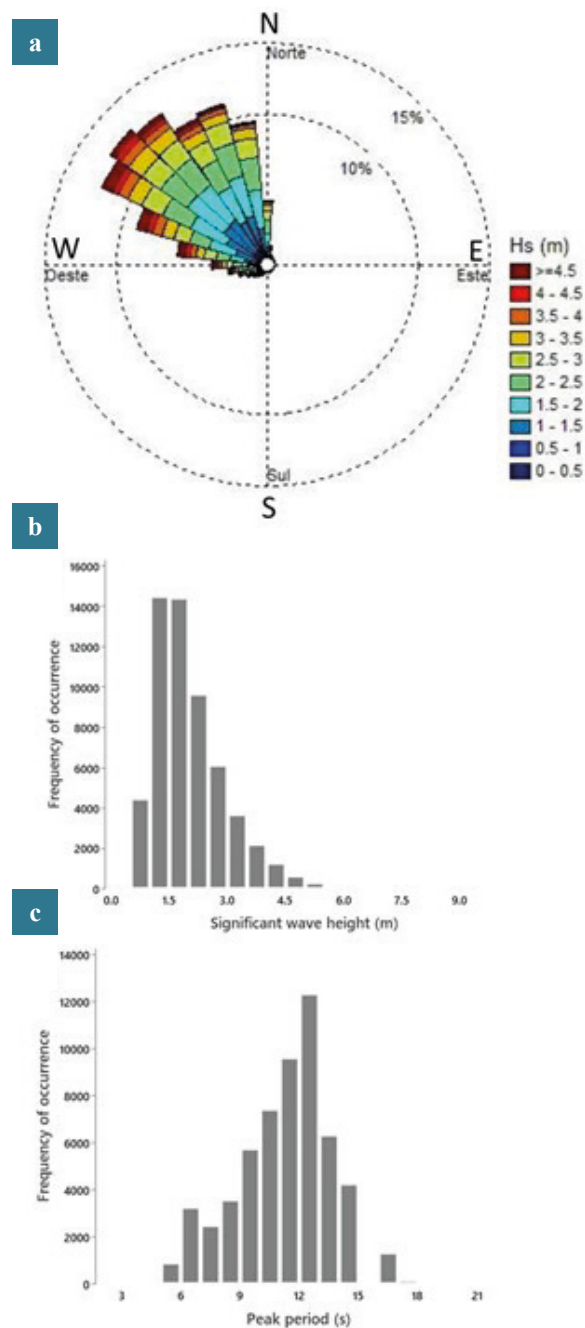 a
N
Norte
15%
10%
W
E
Oeste
Este
Hs (m)
>=4.5
4 - 4.5
3.5 - 4
3 - 3.5
2.5 - 3
2 - 2.5
1.5 - 2
1 - 1.5
0.5 - 1
0 - 0.5
Sul
S
b
Frequency of occurrence
16000
14000
12000
10000
8000
6000
4000
2000
0
0.0 1.5 3.0 4.5 6.0 7.5 9.0
Significant wave height (m)
c
Frequency of occurrence
14000
12000
10000
8000
6000
4000
2000
0
3 6 9 12 15 18 21
Peak period (s)